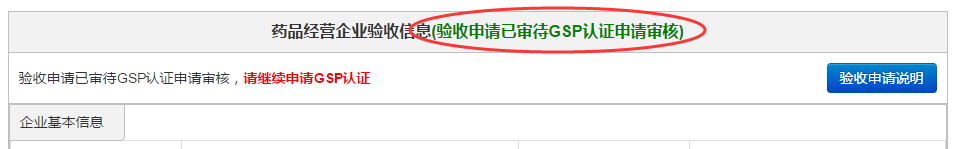 药品经营企业验收信息(验收申请已审待GSP认证申请审核)
验收申请已审待GSP认证申请审核，请继续申请GSP认证
验收申请说明
企业基本信息